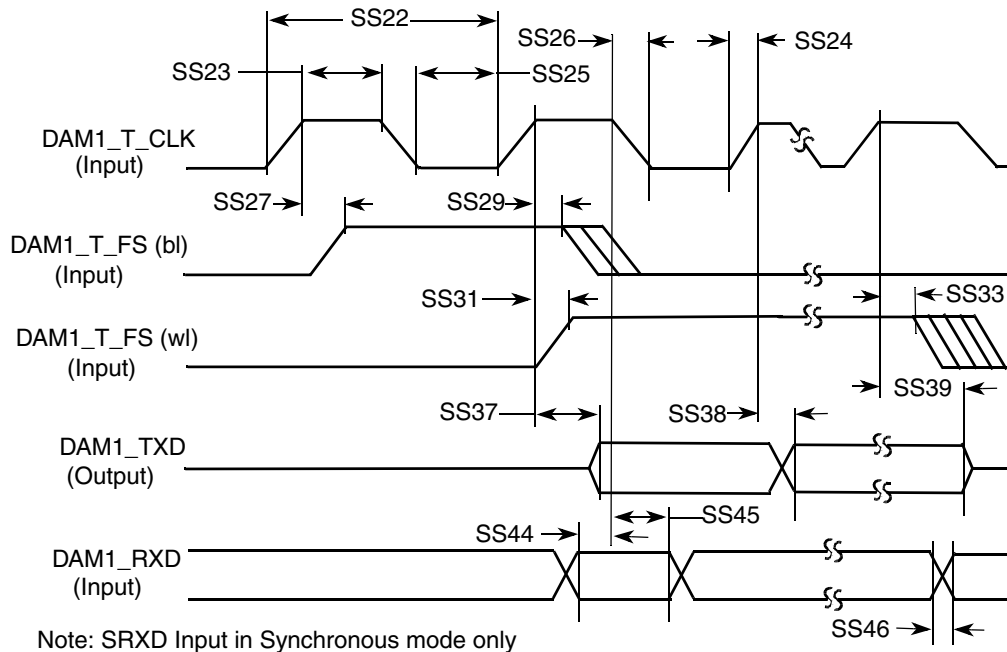 SS22
SS26
SS24
SS23
SS25
DAM1_T_CLK
(Input)
SS27
SS29
DAM1_T_FS (bl)
(Input)
SS31
SS33
DAM1_T_FS (wl)
(Input)
SS39
SS37
SS38
DAM1_TXD
(Output)
SS44
SS45
DAM1_RXD
(Input)
SS46
Note: SRXD Input in Synchronous mode only